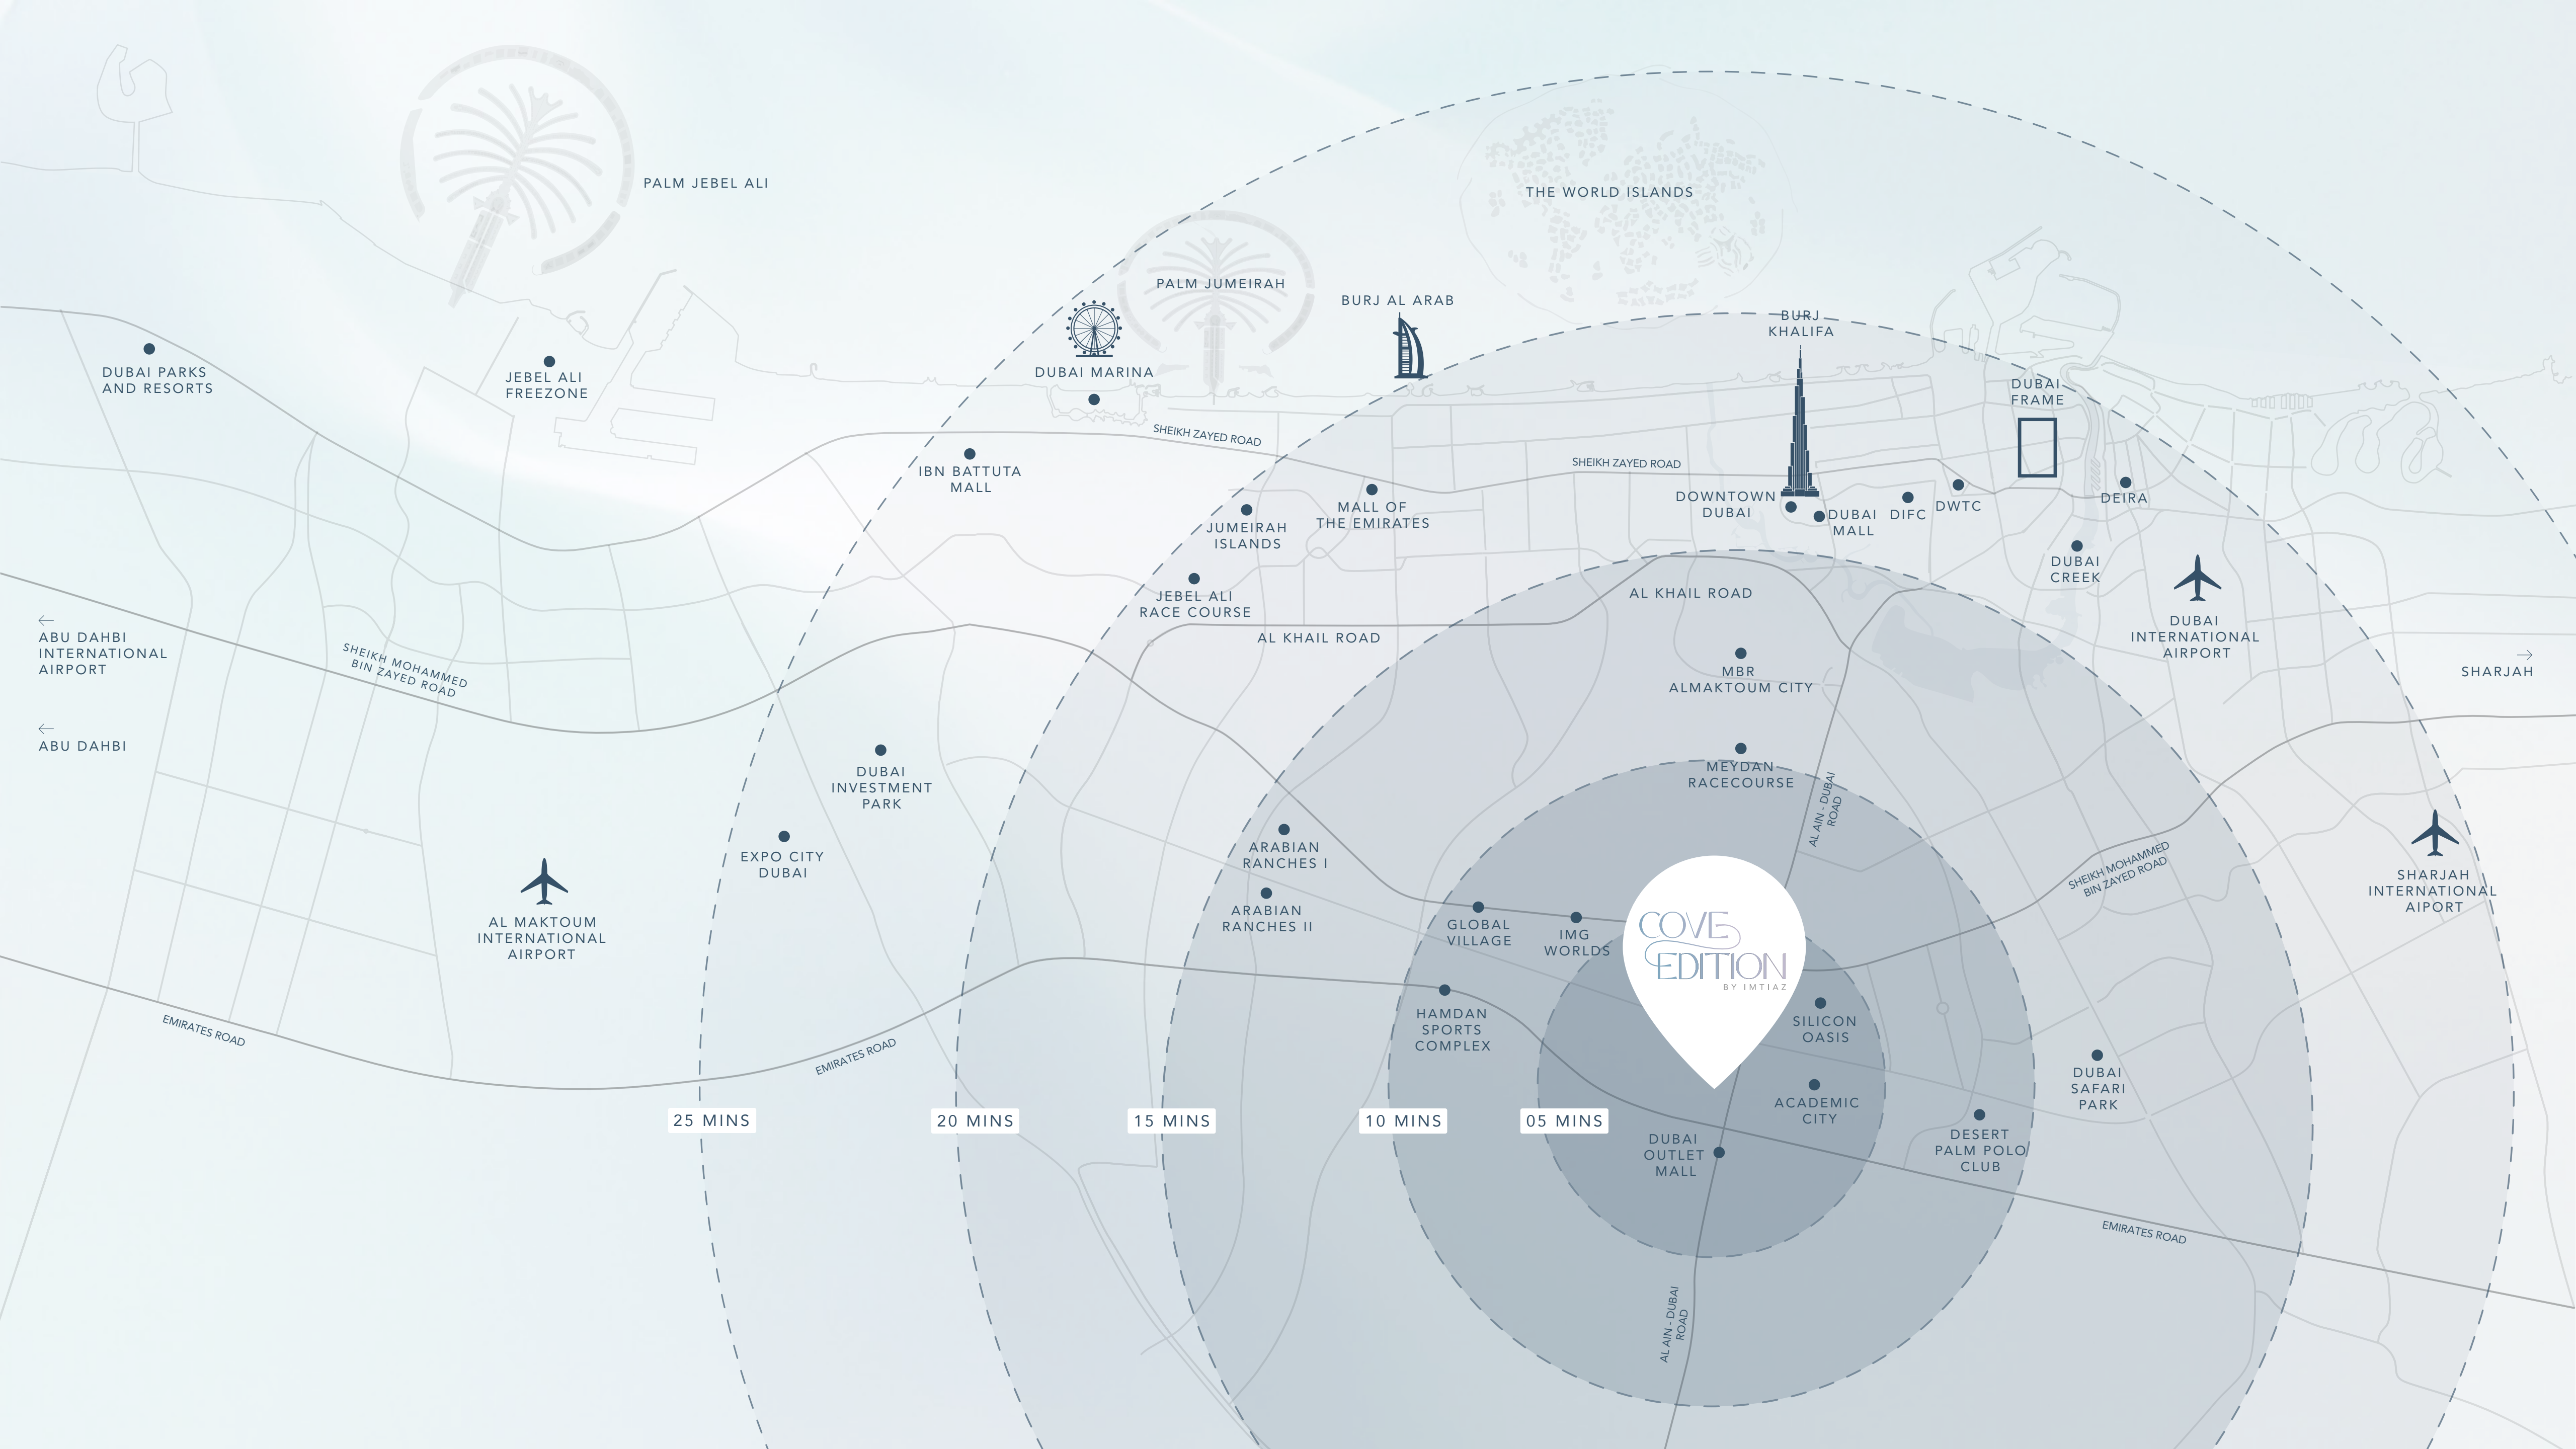 PALM JEBEL ALI
THE WORLD ISLANDS
PALM JUMEIRAH
BURJ AL ARAB
BURJ
KHALIFA
DUBAI PARKS
AND RESORTS
JEBEL ALI
FREEZONE
DUBAI MARINA
DUBAI
FRAME
SHEIKH ZAYED ROAD
SHEIKH ZAYED ROAD
IBN BATTUTA
MALL
JUMEIRAH
ISLANDS
MALL OF
THE EMIRATES
DOWNTOWN
DUBAI
DUBAI
MALL
DIFC
DWTC
DEIRA
DUBAI
CREEK
JEBEL ALI
RACE COURSE
AL KHAIL ROAD
AL KHAIL ROAD
DUBAI
INTERNATIONAL
AIRPORT
←
ABU DAHBI
INTERNATIONAL
AIRPORT
SHEIKH MOHAMMED
BIN ZAYED ROAD
→
SHARJAH
MBR
ALMAKTOUM CITY
←
ABU DAHBI
MEYDAN
RACECOURSE
DUBAI
INVESTMENT
PARK
AL AIN - DUBAI
ROAD
EXPO CITY
DUBAI
ARABIAN
RANCHES I
ARABIAN
RANCHES II
SHEIKH MOHAMMED
BIN ZAYED ROAD
SHARJAH
INTERNATIONAL
AIPORT
AL MAKTOUM
INTERNATIONAL
AIRPORT
GLOBAL
VILLAGE
IMG
WORLDS
COVE
EDITION
BY IMTIAZ
HAMDAN
SPORTS
COMPLEX
SILICON
OASIS
EMIRATES ROAD
EMIRATES ROAD
DUBAI
SAFARI
PARK
ACADEMIC
CITY
25 MINS
20 MINS
15 MINS
10 MINS
05 MINS
DUBAI
OUTLET
MALL
DESERT
PALM POLO
CLUB
EMIRATES ROAD
AL AIN - DUBAI
ROAD